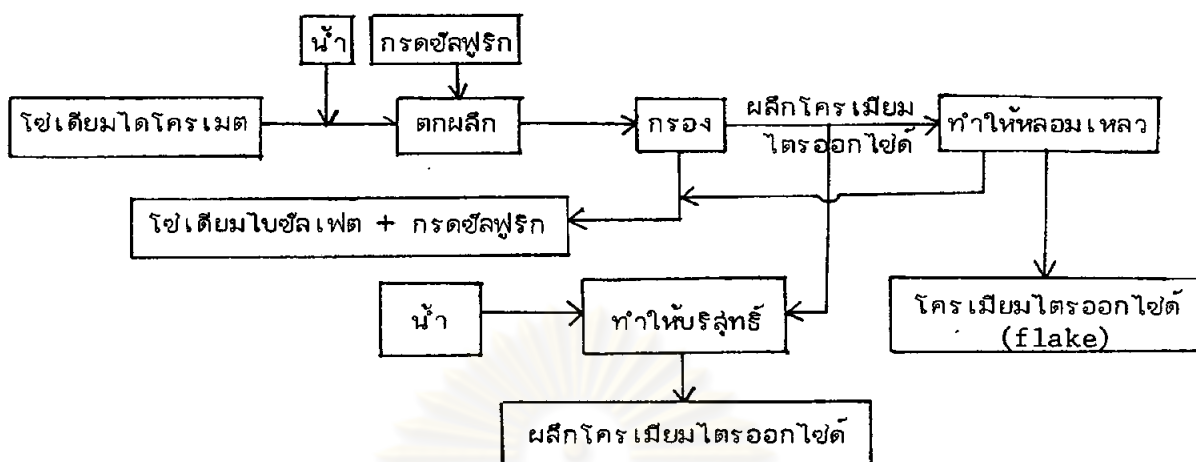 น้ำ
กรดซัลฟูริก
โซเดียมไดโครเมต
ตกผลึก
กรอง
ผลึกโครเมียม
ไตรออกไซด์
ทำให้หลอมเหลว
โซเดียมไบซัลเฟต + กรดซัลฟูริก
น้ำ
ทำให้บริสุทธิ์
โครเมียมไตรออกไซด์
(flake)
ผลึกโครเมียมไตรออกไซด์